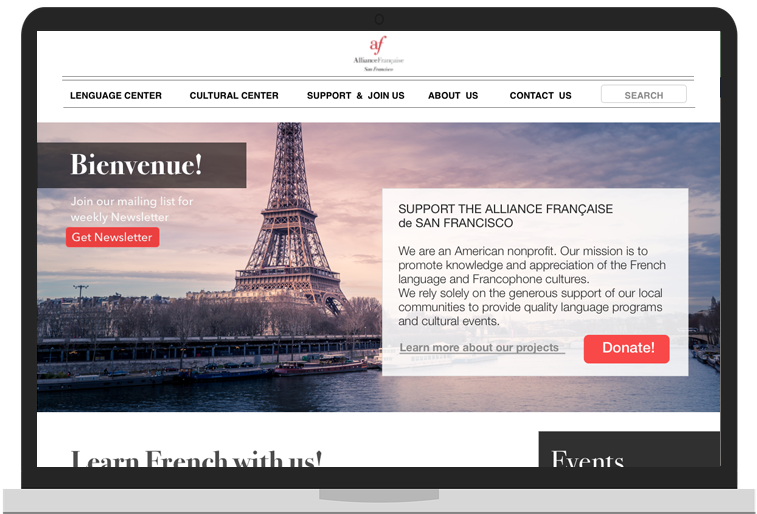 af
AllianceFrançaise
San Francisco
LENGUAGE CENTER
CULTURAL CENTER
SUPPORT & JOIN US
ABOUT US
CONTACT US
SEARCH
Bienvenue!
Join our mailing list for
weekly Newsletter
Get Newsletter
SUPPORT THE ALLIANCE FRANÇAISE
de SAN FRANCISCO
We are an American nonprofit. Our mission is to
promote knowledge and appreciation of the French
language and Francophone cultures.
We rely solely on the generous support of our local
communities to provide quality language programs
and cultural events.
Learn more about our projects
Donate!
Learn French with us!
Events